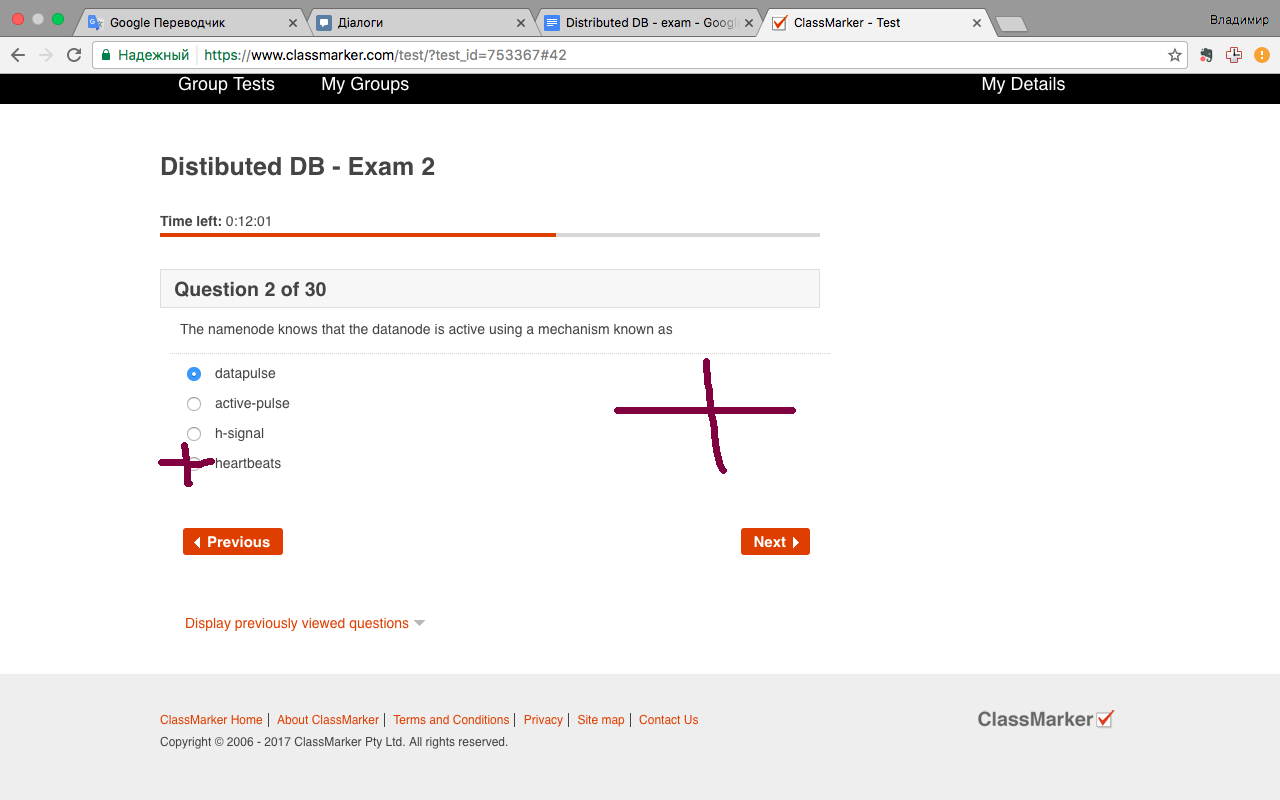 Google Переводчик
Діалоги
Distributed DB - exam - Googl
ClassMarker - Test
Владимир
Надежный
https://www.classmarker.com/test/?test_id=753367#42
Group Tests
My Groups
My Details
Distibuted DB - Exam 2
Time left: 0:12:01
Question 2 of 30
The namenode knows that the datanode is active using a mechanism known as
datapulse
active-pulse
h-signal
heartbeats
Previous
Next
Display previously viewed questions
ClassMarker Home | About ClassMarker | Terms and Conditions | Privacy | Site map | Contact Us
ClassMarker
Copyright © 2006 - 2017 ClassMarker Pty Ltd. All rights reserved.